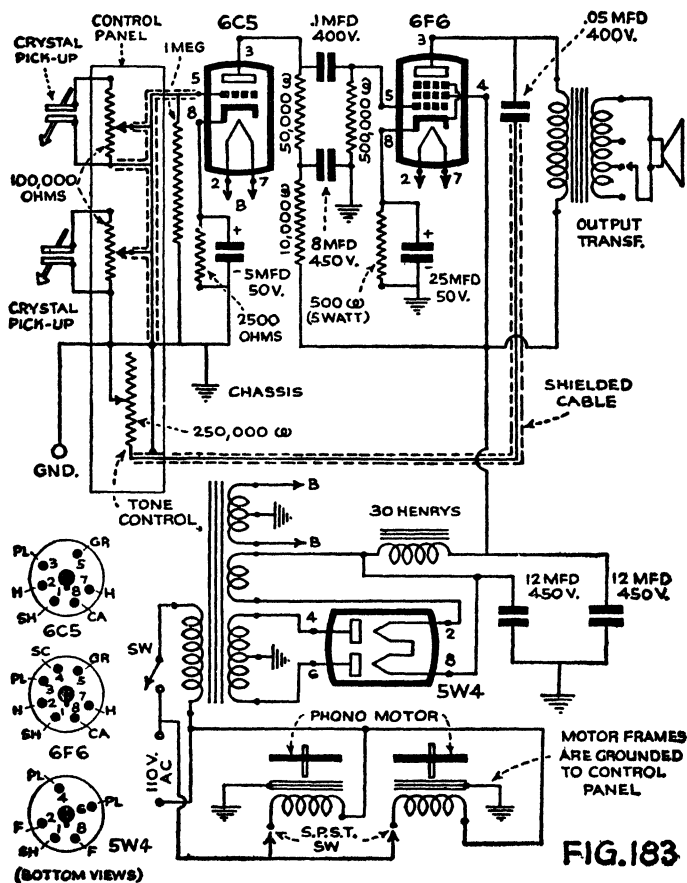 CRYSTAL
PICK-UP
CONTROL
PANEL
1 MEG
6C5
.1 MFD
400V.
6F6
.05 MFD
400V.
3
5
8
2
7
B
50,000 ω
10,000 ω
500,000 ω
3
5
4
8
2
7
100,000
OHMS
CRYSTAL
PICK-UP
+
-
5MFD
50V.
2500
OHMS
8MFD
450V.
500 ω
(5WATT)
+
-
25MFD
50V.
OUTPUT
TRANSF.
CHASSIS
SHIELDED
CABLE
250,000 ω
GND.
TONE
CONTROL
B
B
30 HENRYS
12 MFD
450V.
12 MFD
450V.
4
6
2
8
5W4
SW
110V.
AC
PHONO MOTOR
S.P.S.T.
SW
MOTOR FRAMES
ARE GROUNDED
TO CONTROL
PANEL
PL
GR
3
5
H
2
7
H
1
8
SH
CA
6C5
SC
GR
4
5
PL
3
H
2
7
H
1
8
SH
CA
6F6
PL
4
6
PL
F
2
1
8
SH
F
5W4
(BOTTOM VIEWS)
FIG.183